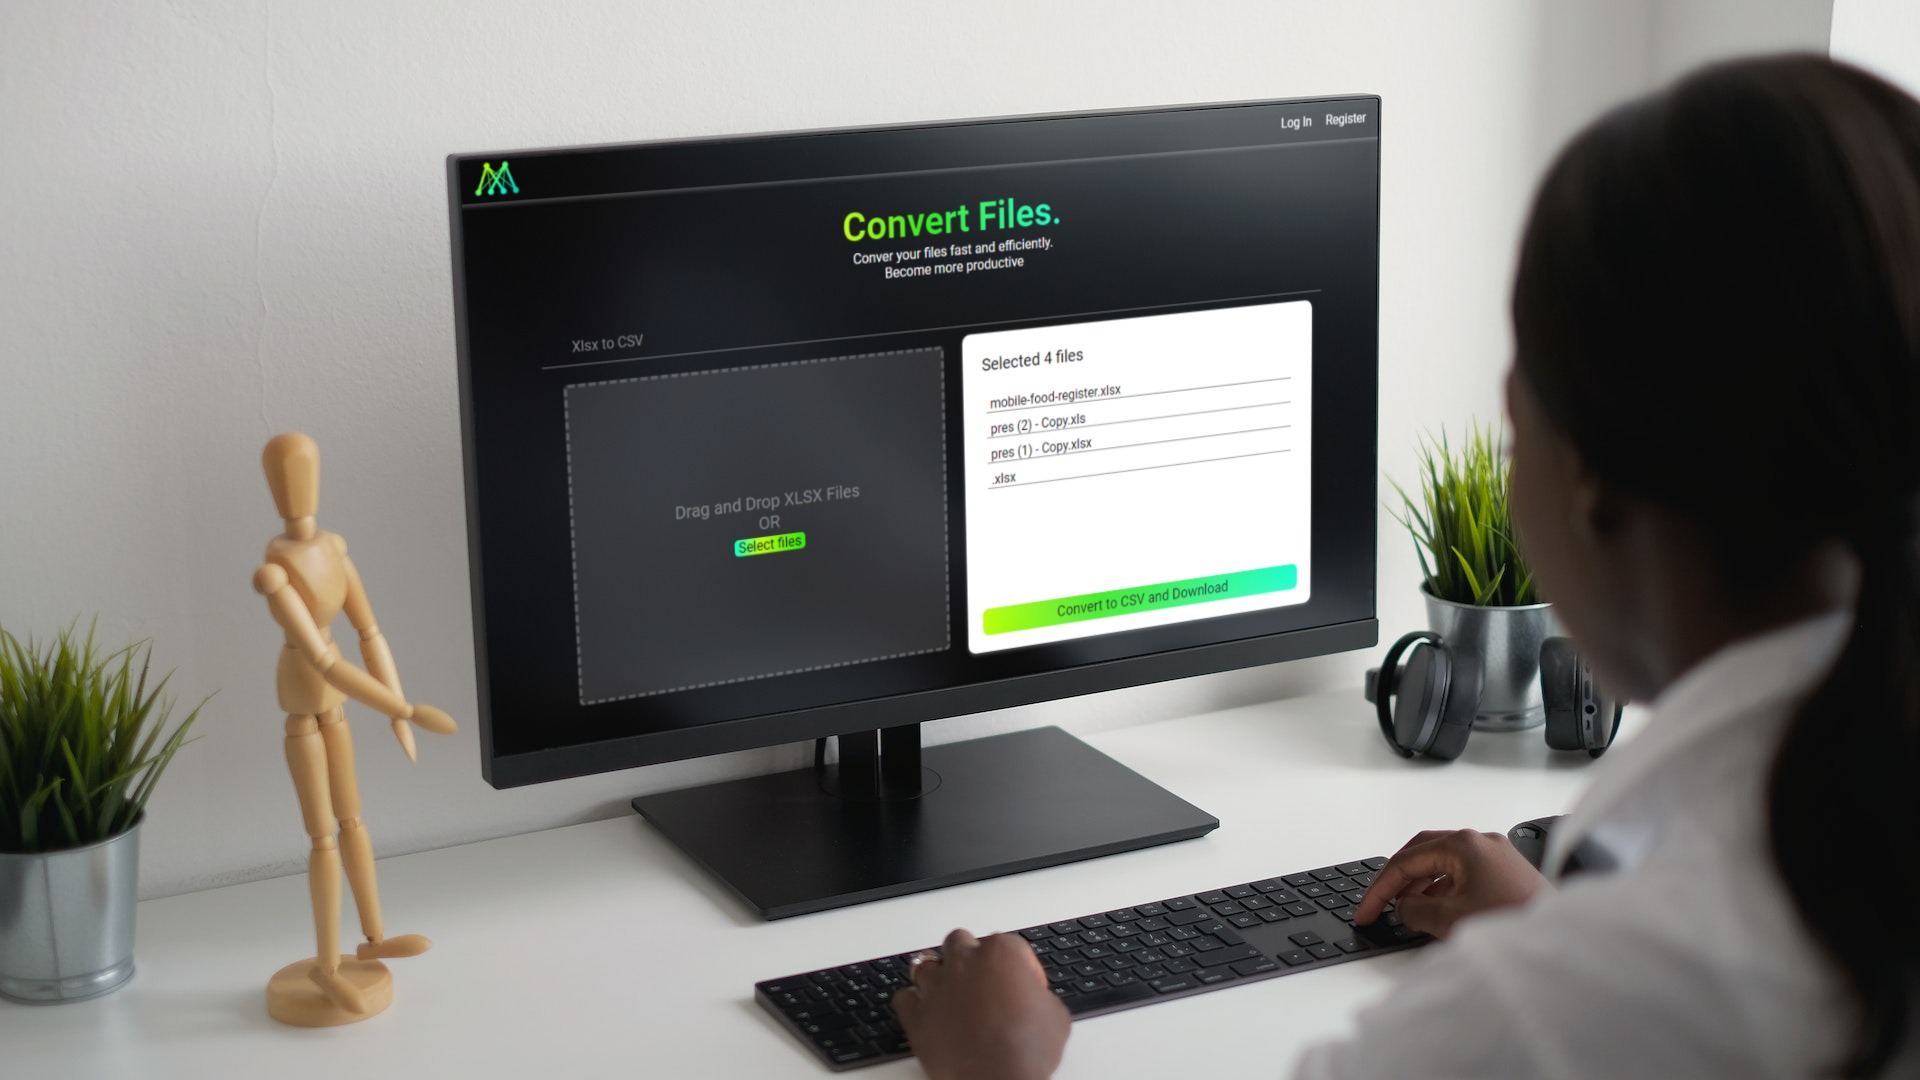 Log In Register
Convert Files.
Conver your files fast and efficiently.
Become more productive
Xlsx to CSV
Drag and Drop XLSX Files
OR
Select files
Selected 4 files
mobile-food-register.xlsx
pres (2) - Copy.xls
pres (1) - Copy.xlsx
.xlsx
Convert to CSV and Download